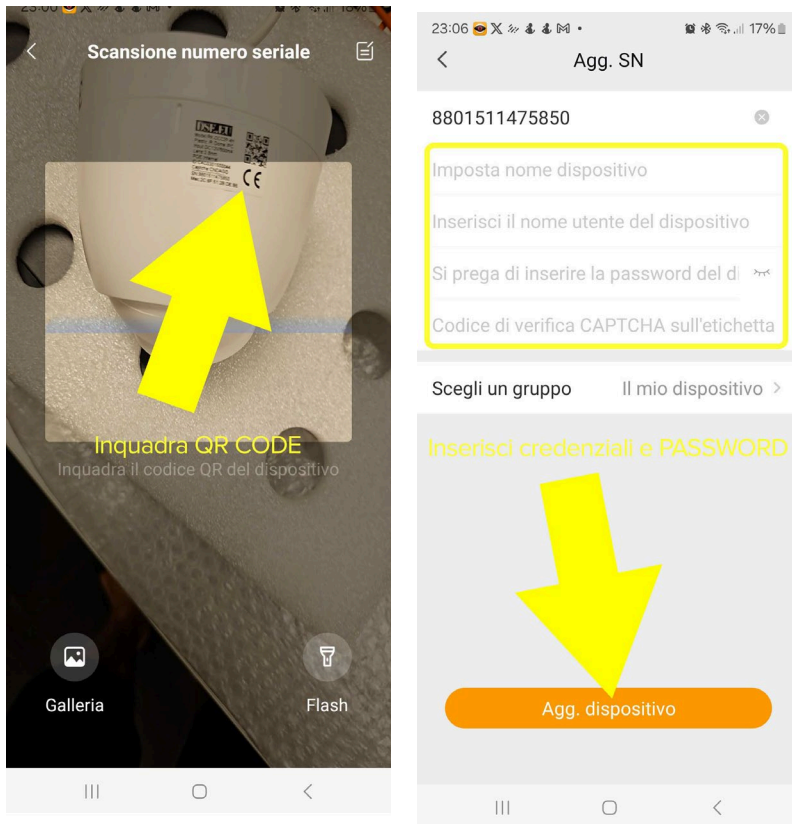 Scansione numero seriale
DSE.EU
Inquadra QR CODE
Inquadra il codice QR del dispositivo
Galleria
Flash
23:06
17%
Agg. SN
8801511475850
Imposta nome dispositivo
Inserisci il nome utente del dispositivo
Si prega di inserire la password del d
Codice di verifica CAPTCHA sull'etichetta
Scegli un gruppo
Il mio dispositivo
Inserisci credenziali e PASSWORD
Agg. dispositivo